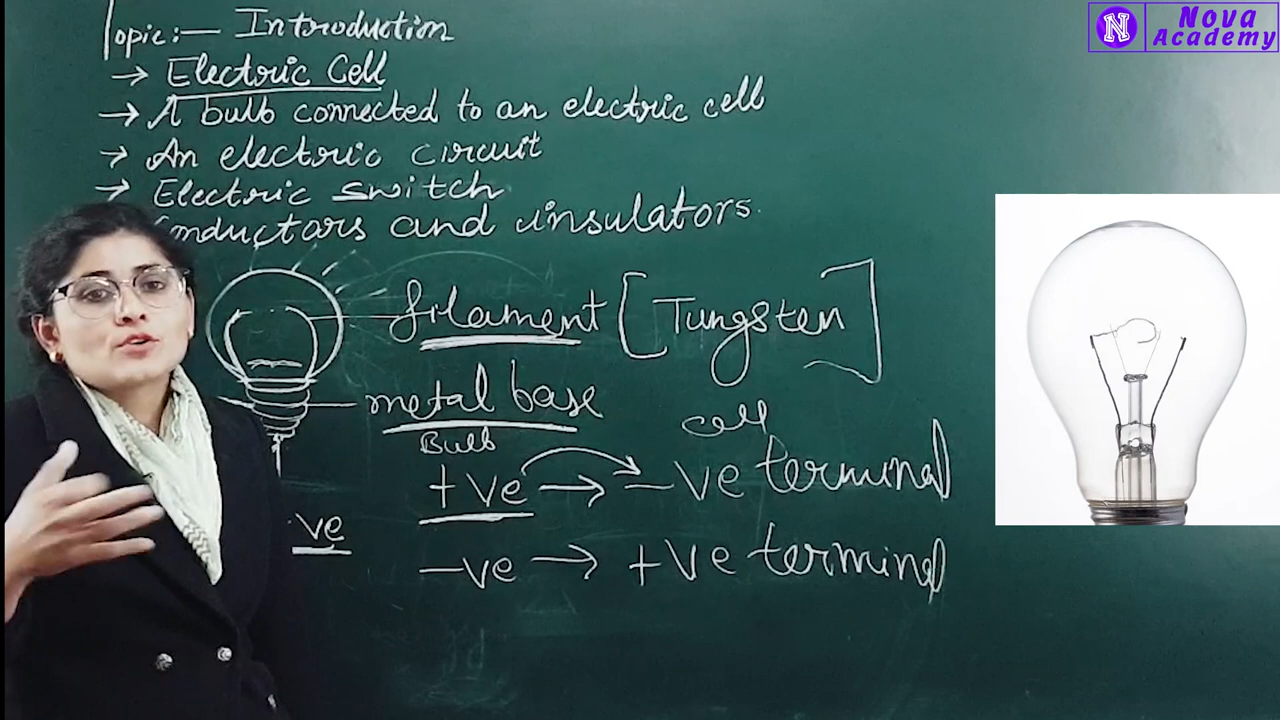 Topic:— Introduction
→ Electric Cell
→ A bulb connected to an electric cell
→ An electric circuit
→ Electric switch
Conductors and insulators.
filament [Tungsten]
metal base
Bulb cell
+ve → -ve terminal
-ve → +ve terminal
ve
N Nova Academy